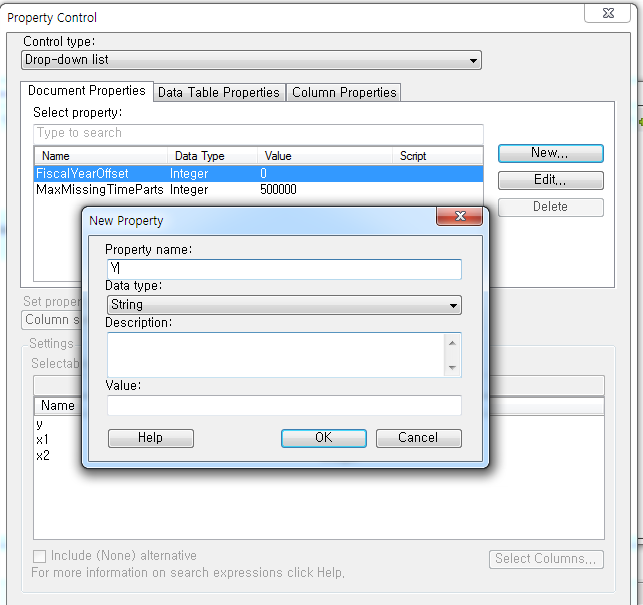 Property Control
Control type:
Drop-down list
Document Properties Data Table Properties Column Properties
Select property:
Type to search
Name Data Type Value Script
FiscalYearOffset Integer 0
MaxMissingTimeParts Integer 500000
New...
Edit...
Delete
New Property
Property name:
Y
Data type:
String
Description:
Value:
Help OK Cancel
Set prope
Column s
Settings
Selectab
Name
y
x1
x2
Include (None) alternative
For more information on search expressions click Help.
Select Columns...